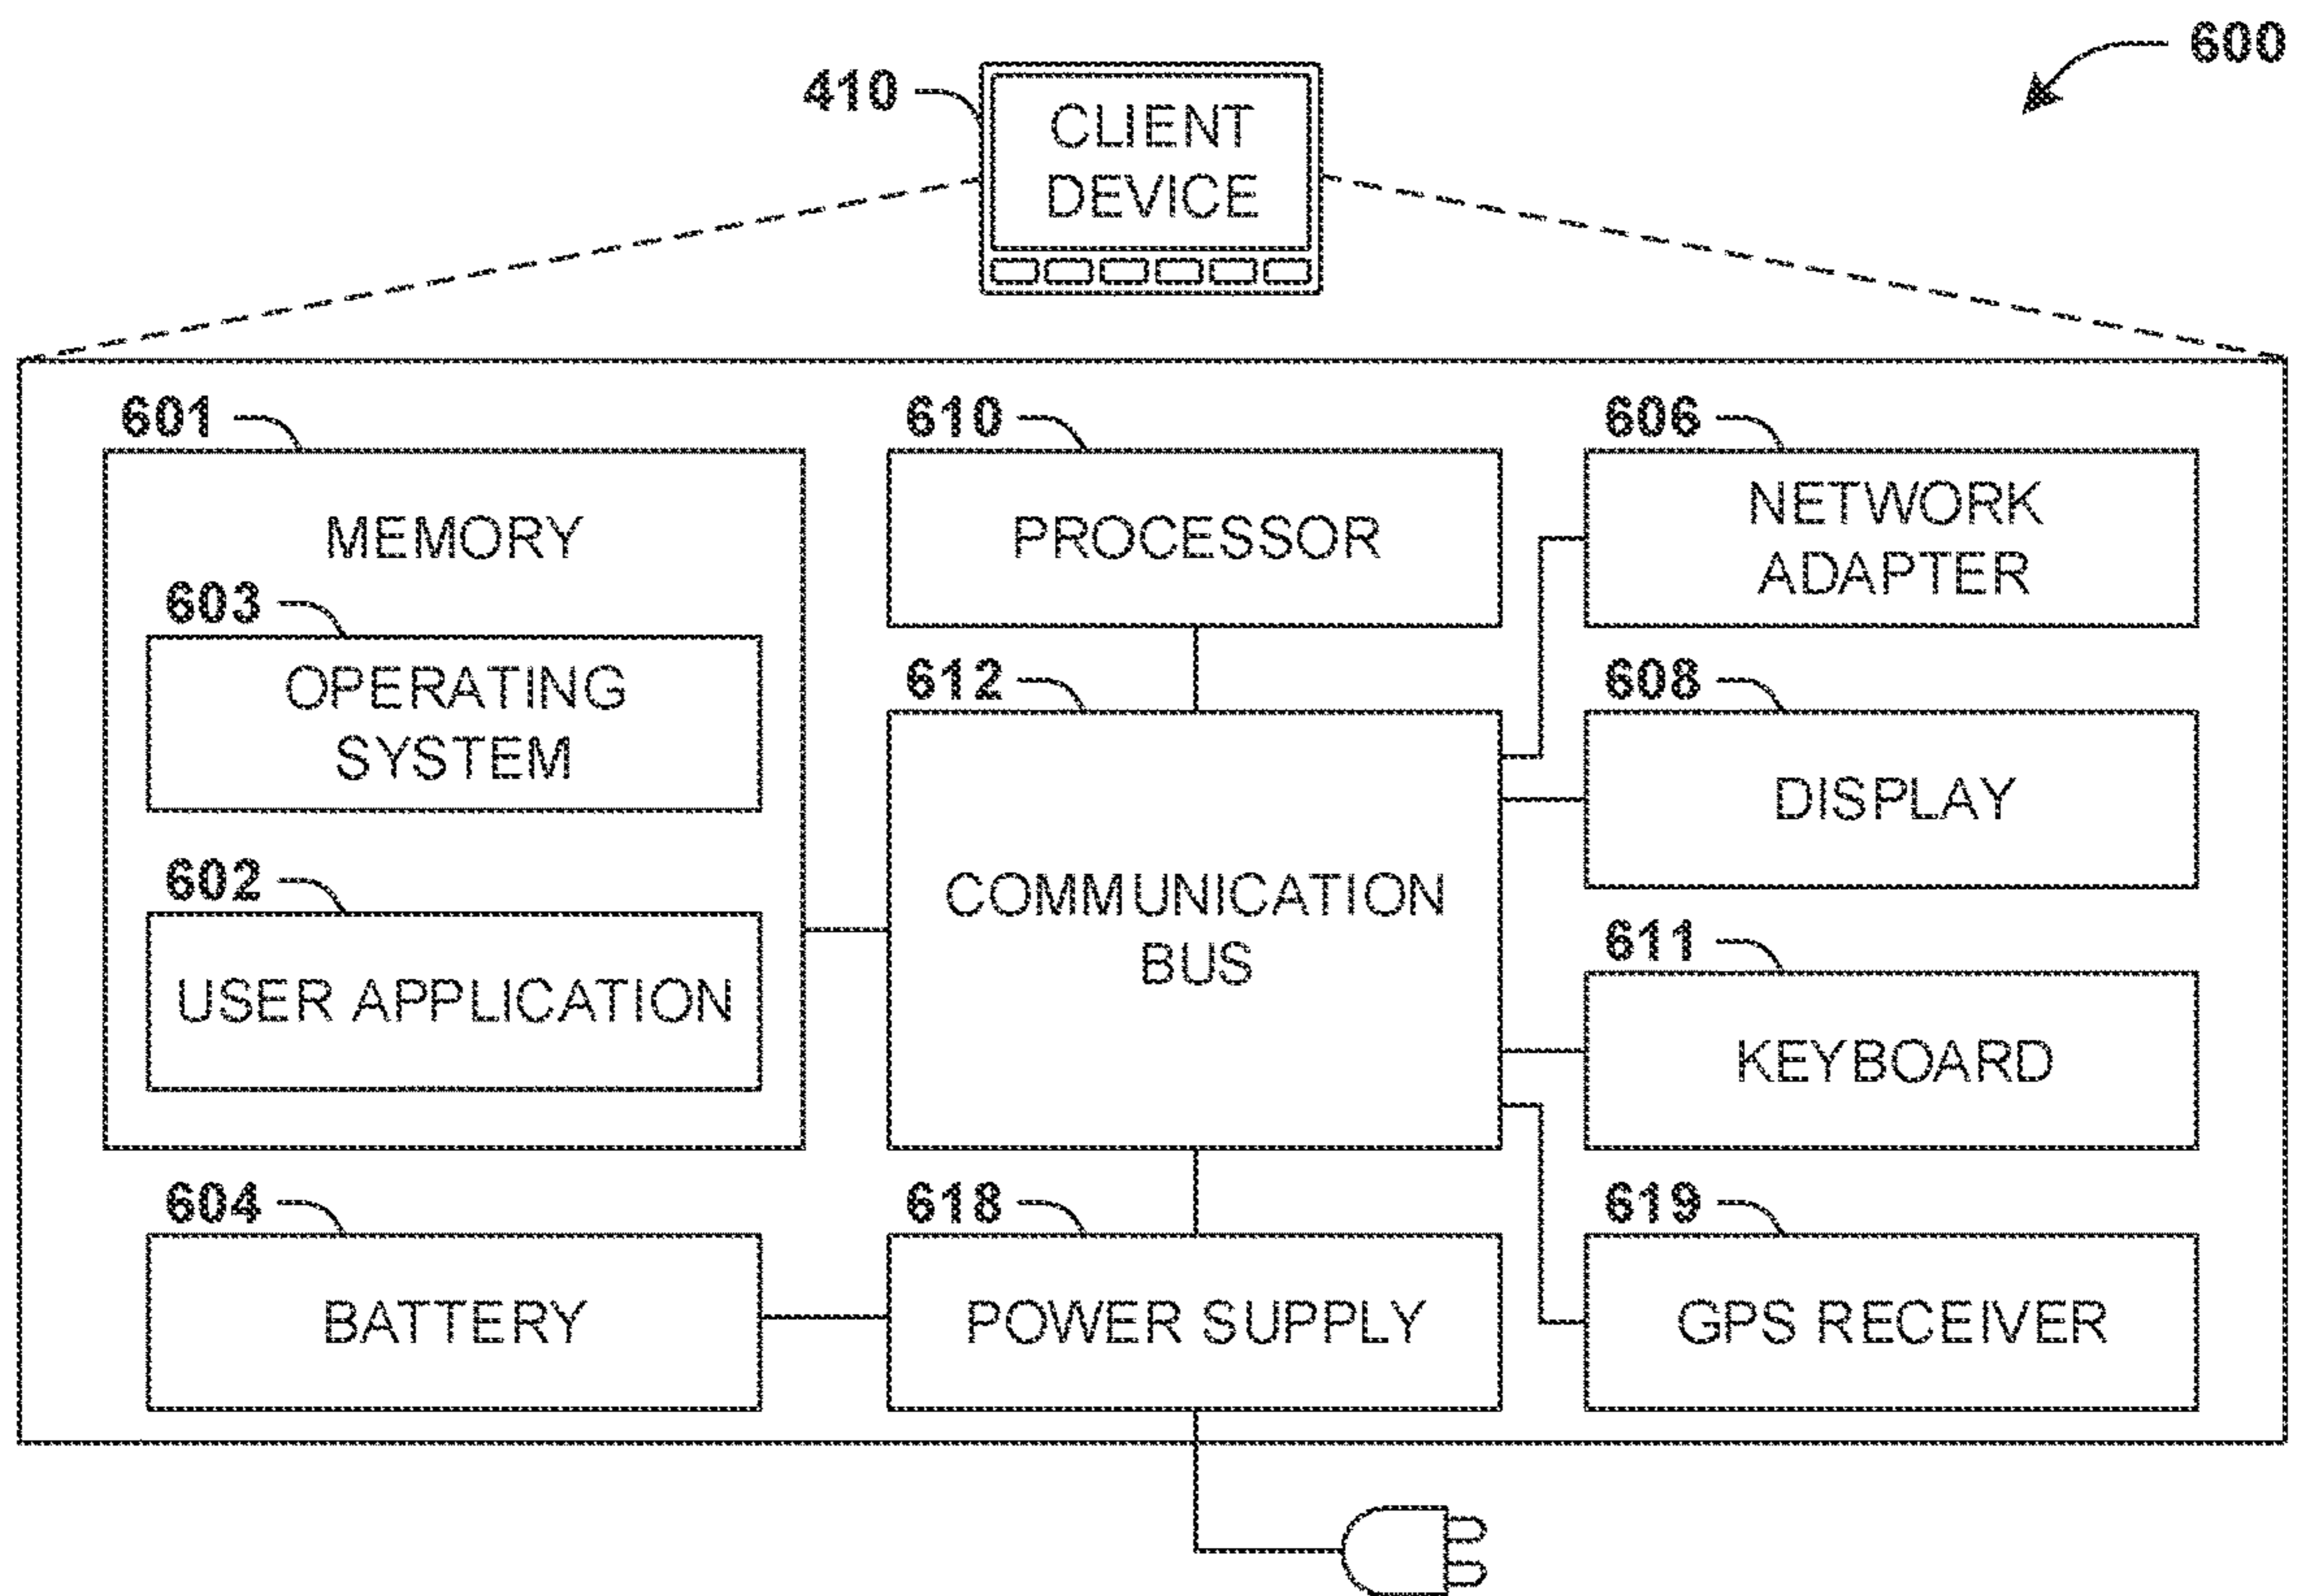 600
410
CLIENT
DEVICE
601
MEMORY
603
OPERATING
SYSTEM
602
USER APPLICATION
604
BATTERY
610
PROCESSOR
612
COMMUNICATION
BUS
618
POWER SUPPLY
606
NETWORK
ADAPTER
608
DISPLAY
611
KEYBOARD
619
GPS RECEIVER